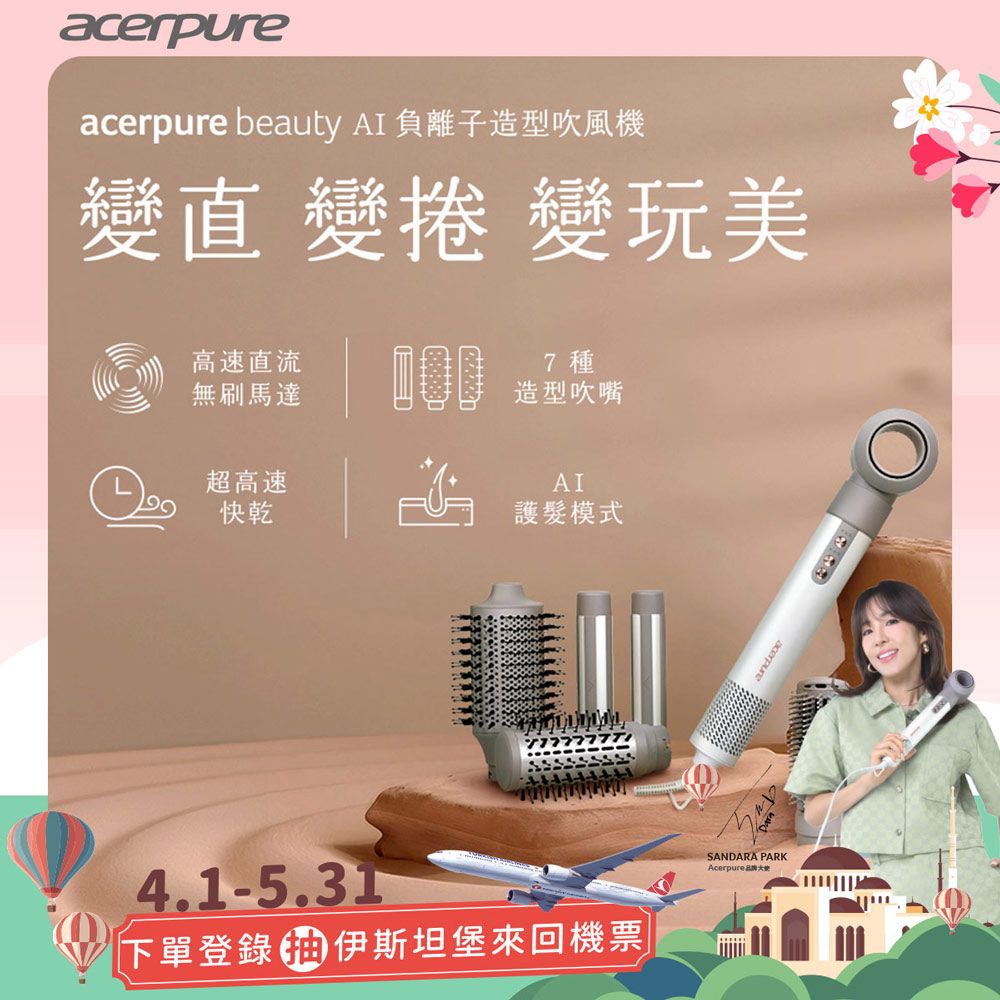 acerpure
acerpure beauty AI 負離子造型吹風機
變直 變捲 變玩美
高速直流
無刷馬達
7 種
造型吹嘴
超高速
快乾
AI
護髮模式
acerpure
Dara
SANDARA PARK
Acerpure品牌大使
4.1-5.31
下單登錄 抽 伊斯坦堡來回機票